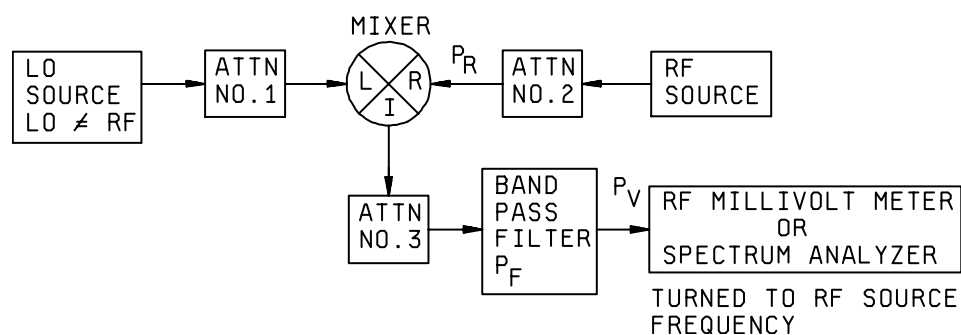 MIXER
LO
SOURCE
LO ≠ RF
ATTN
NO.1
L
R
I
P_R
ATTN
NO.2
RF
SOURCE
ATTN
NO.3
BAND
PASS
FILTER
P_F
P_V
RF MILLIVOLT METER
OR
SPECTRUM ANALYZER
TURNED TO RF SOURCE
FREQUENCY